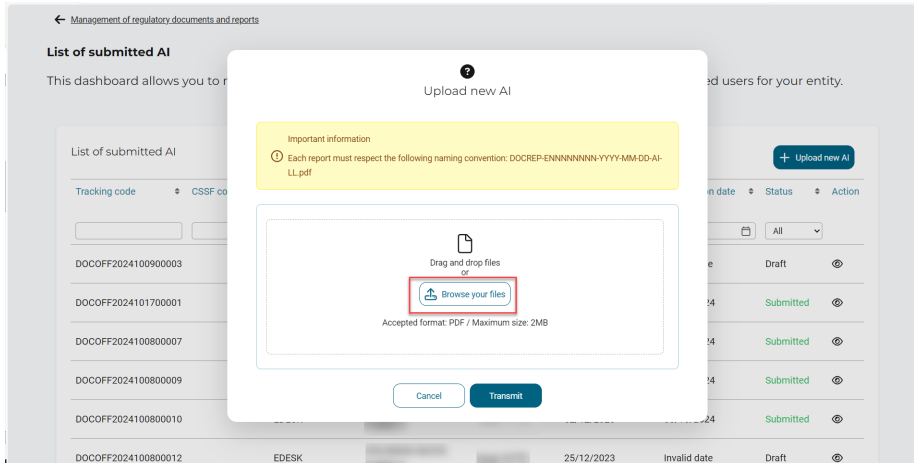 Management of regulatory documents and reports
List of submitted AI
This dashboard allows you to r
ed users for your entity.
Upload new AI
Important information
Each report must respect the following naming convention: DOCREP-ENNNNNNNN-YYYY-MM-DD-AI-
LL.pdf
List of submitted AI
Upload new AI
Tracking code CSSF co
n date Status Action
All
Drag and drop files
or
Browse your files
Accepted format: PDF / Maximum size: 2MB
DOCOFF2024100900003 e Draft
DOCOFF2024101700001 24 Submitted
DOCOFF2024100800007 24 Submitted
DOCOFF2024100800009 24 Submitted
Cancel Transmit
DOCOFF2024100800010 Submitted
DOCOFF2024100800012 EDESK 25/12/2023 Invalid date Draft